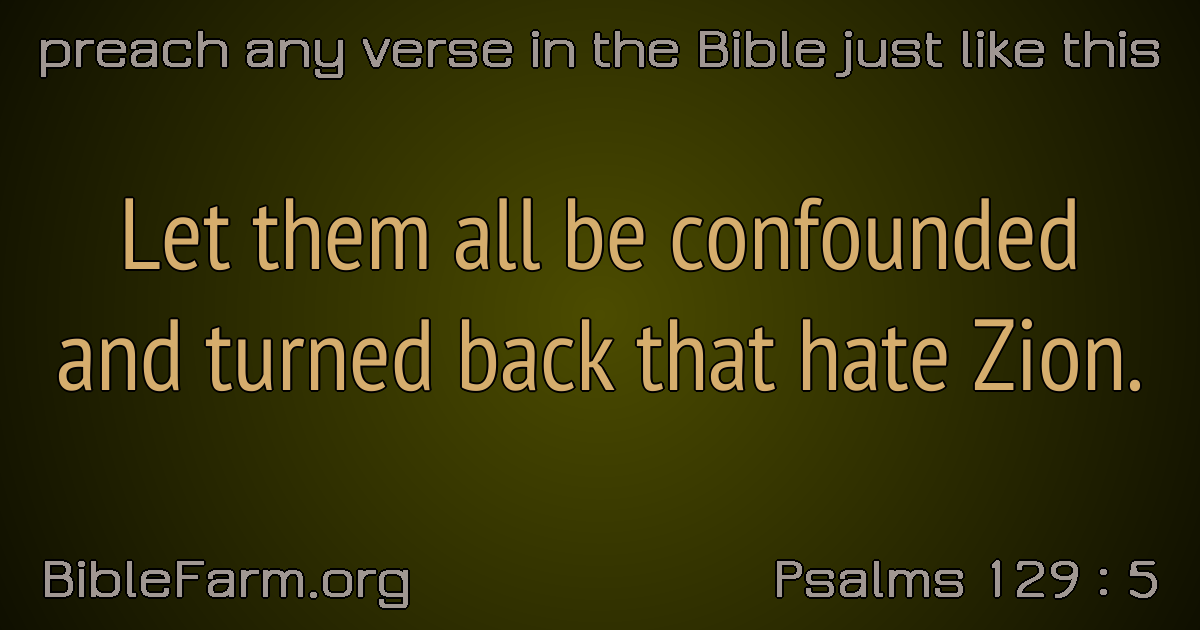 preach any verse in the Bible just like this
Let them all be confounded
and turned back that hate Zion.
BibleFarm.org
Psalms 129 : 5